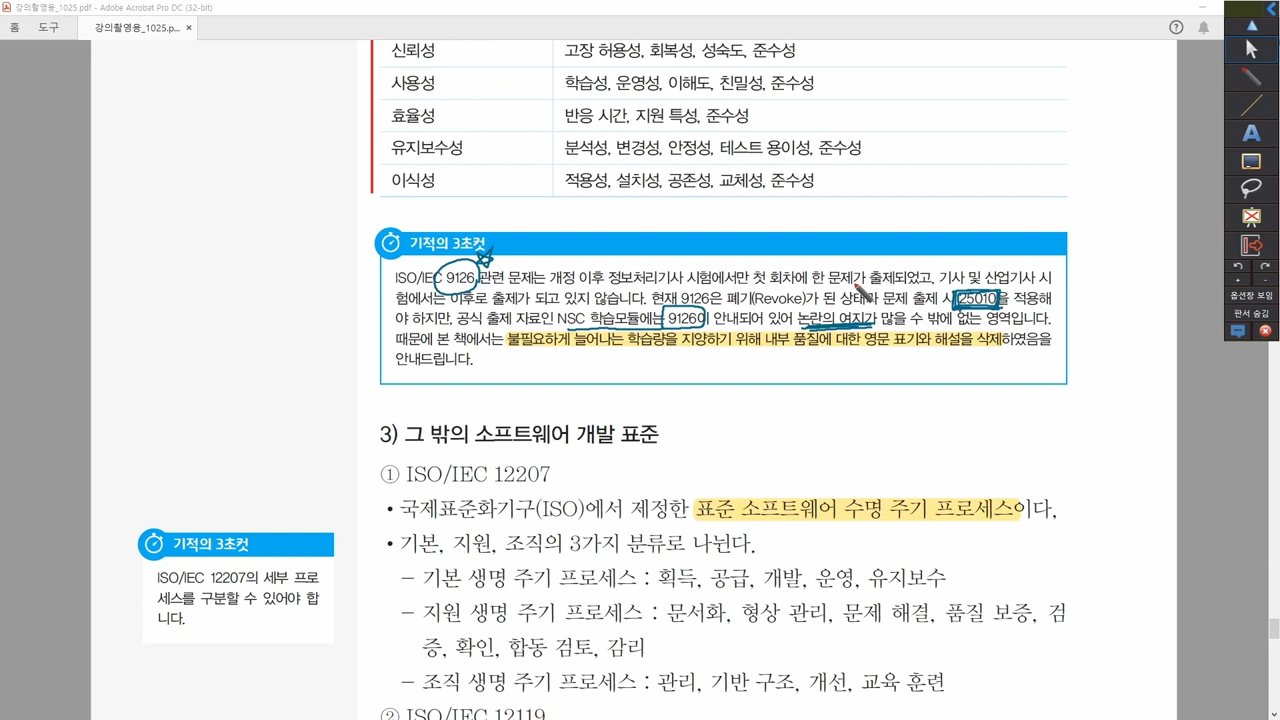 강의촬영용_1025.pdf - Adobe Acrobat Pro DC (32-bit)
홈 도구 강의촬영용_1025.p... ×
신뢰성 고장 허용성, 회복성, 성숙도, 준수성
사용성 학습성, 운영성, 이해도, 친밀성, 준수성
효율성 반응 시간, 지원 특성, 준수성
유지보수성 분석성, 변경성, 안정성, 테스트 용이성, 준수성
이식성 적용성, 설치성, 공존성, 교체성, 준수성
기적의 3초컷
ISO/IEC 9126 관련 문제는 개정 이후 정보처리기사 시험에서만 첫 회차에 한 문제가 출제되었고, 기사 및 산업기사 시
험에서는 이후로 출제가 되고 있지 않습니다. 현재 9126은 폐기(Revoke)가 된 상태라 문제 출제 시 25010을 적용해
야 하지만, 공식 출제 자료인 NSC 학습모듈에는 9126이 안내되어 있어 논란의 여지가 많을 수 밖에 없는 영역입니다.
때문에 본 책에서는 불필요하게 늘어나는 학습량을 지양하기 위해 내부 품질에 대한 영문 표기와 해설을 삭제하였음을
안내드립니다.
3) 그 밖의 소프트웨어 개발 표준
① ISO/IEC 12207
• 국제표준화기구(ISO)에서 제정한 표준 소프트웨어 수명 주기 프로세스이다.
• 기본, 지원, 조직의 3가지 분류로 나뉜다.
– 기본 생명 주기 프로세스 : 획득, 공급, 개발, 운영, 유지보수
– 지원 생명 주기 프로세스 : 문서화, 형상 관리, 문제 해결, 품질 보증, 검
증, 확인, 합동 검토, 감리
– 조직 생명 주기 프로세스 : 관리, 기반 구조, 개선, 교육 훈련
② ISO/IEC 12119
기적의 3초컷
ISO/IEC 12207의 세부 프로
세스를 구분할 수 있어야 합
니다.
A
옵션창 보임
판서 숨김